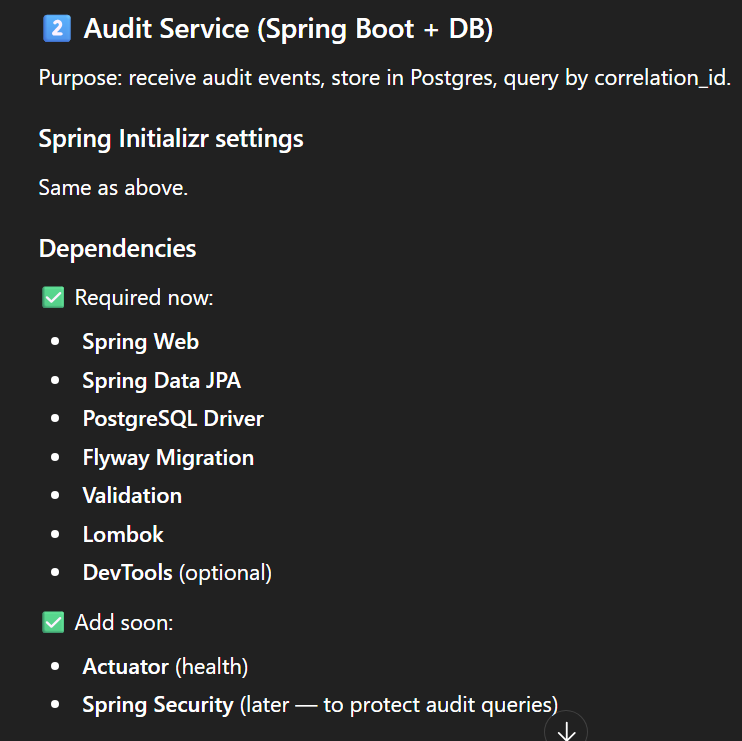 2️⃣ Audit Service (Spring Boot + DB)
Purpose: receive audit events, store in Postgres, query by correlation_id.
Spring Initializr settings
Same as above.
Dependencies
✅ Required now:
• Spring Web
• Spring Data JPA
• PostgreSQL Driver
• Flyway Migration
• Validation
• Lombok
• DevTools (optional)
✅ Add soon:
• Actuator (health)
• Spring Security (later — to protect audit queries)